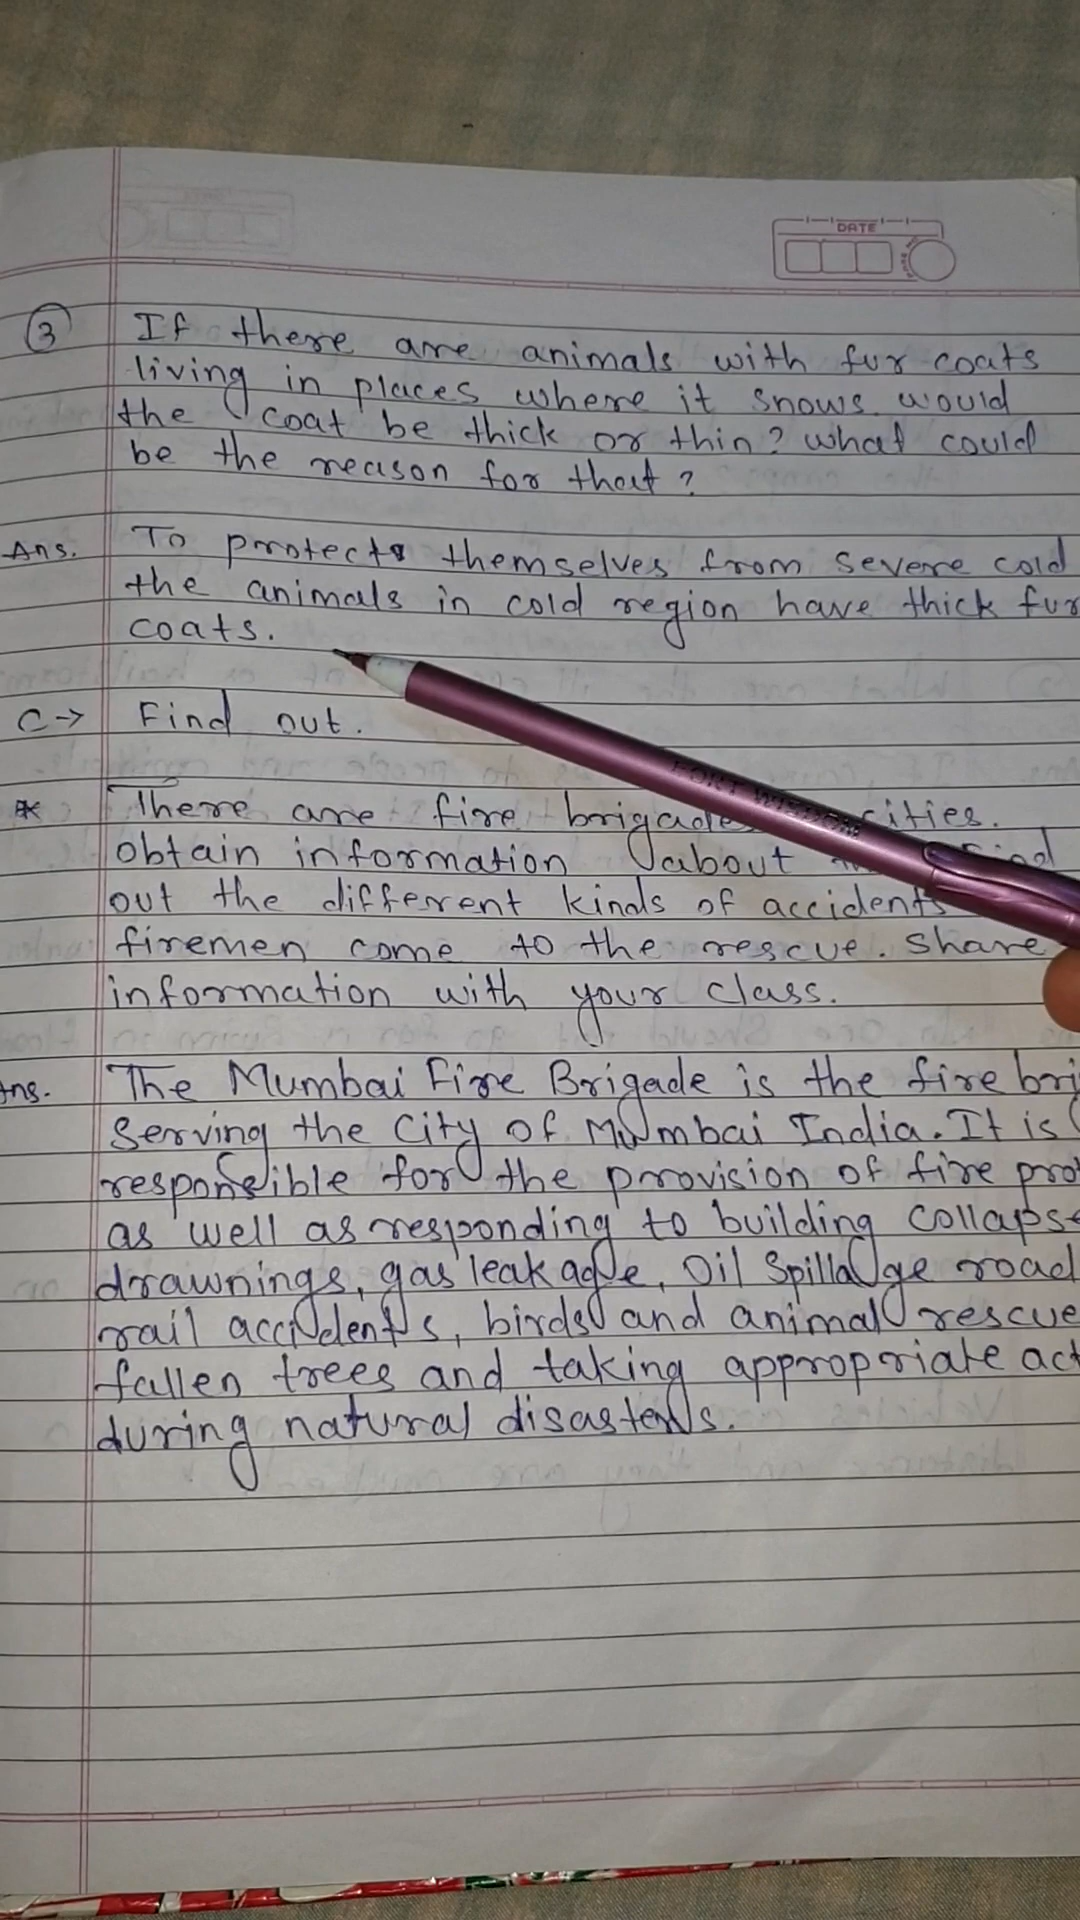 DATE
3 If there are animals with fur coats
living in places where it snows would
the coat be thick or thin? what could
be the reason for that?
Ans. To protects themselves from severe cold
the animals in cold region have thick fur
coats.
C→ Find out.
* There are fire brigade cities.
obtain information about
out the different kinds of accidents
firemen come to the rescue. Share
information with your class.
Ans. The Mumbai Fire Brigade is the fire bri
Serving the City of Mumbai India. It is
responsible for the provision of fire pro
as well as responding to building collapse
drawnings, gas leakage, Oil Spillage road
rail accidents, birds and animal rescue
fallen trees and taking appropriate act
during natural disasters.